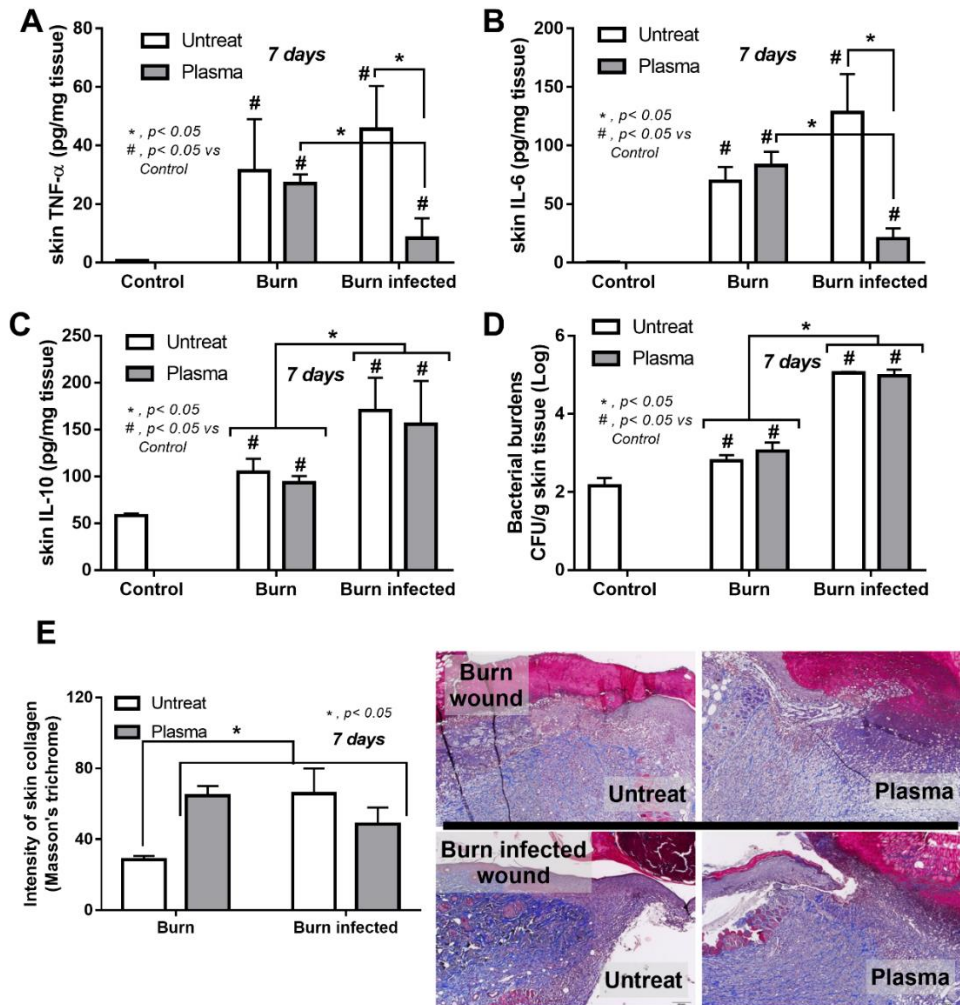 A
skin TNF-α (pg/mg tissue)
80
60
40
20
0
Untreat
Plasma
7 days
*, p< 0.05
#, p< 0.05 vs
Control
#
#
#
#
*
*
Control
Burn
Burn infected
B
skin IL-6 (pg/mg tissue)
200
150
100
50
0
Untreat
Plasma
7 days
*, p< 0.05
#, p< 0.05 vs
Control
#
#
#
#
*
*
Control
Burn
Burn infected
C
skin IL-10 (pg/mg tissue)
250
200
150
100
50
0
Untreat
Plasma
7 days
*, p< 0.05
#, p< 0.05 vs
Control
#
#
#
#
*
Control
Burn
Burn infected
D
Bacterial burdens
CFU/g skin tissue (Log)
6
4
2
0
Untreat
Plasma
7 days
*, p< 0.05
#, p< 0.05 vs
Control
#
#
#
#
*
Control
Burn
Burn infected
E
Intensity of skin collagen
(Masson's trichrome)
120
80
40
0
Untreat
Plasma
*, p< 0.05
7 days
*
Burn
Burn infected
Burn
wound
Untreat
Plasma
Burn infected
wound
Untreat
Plasma